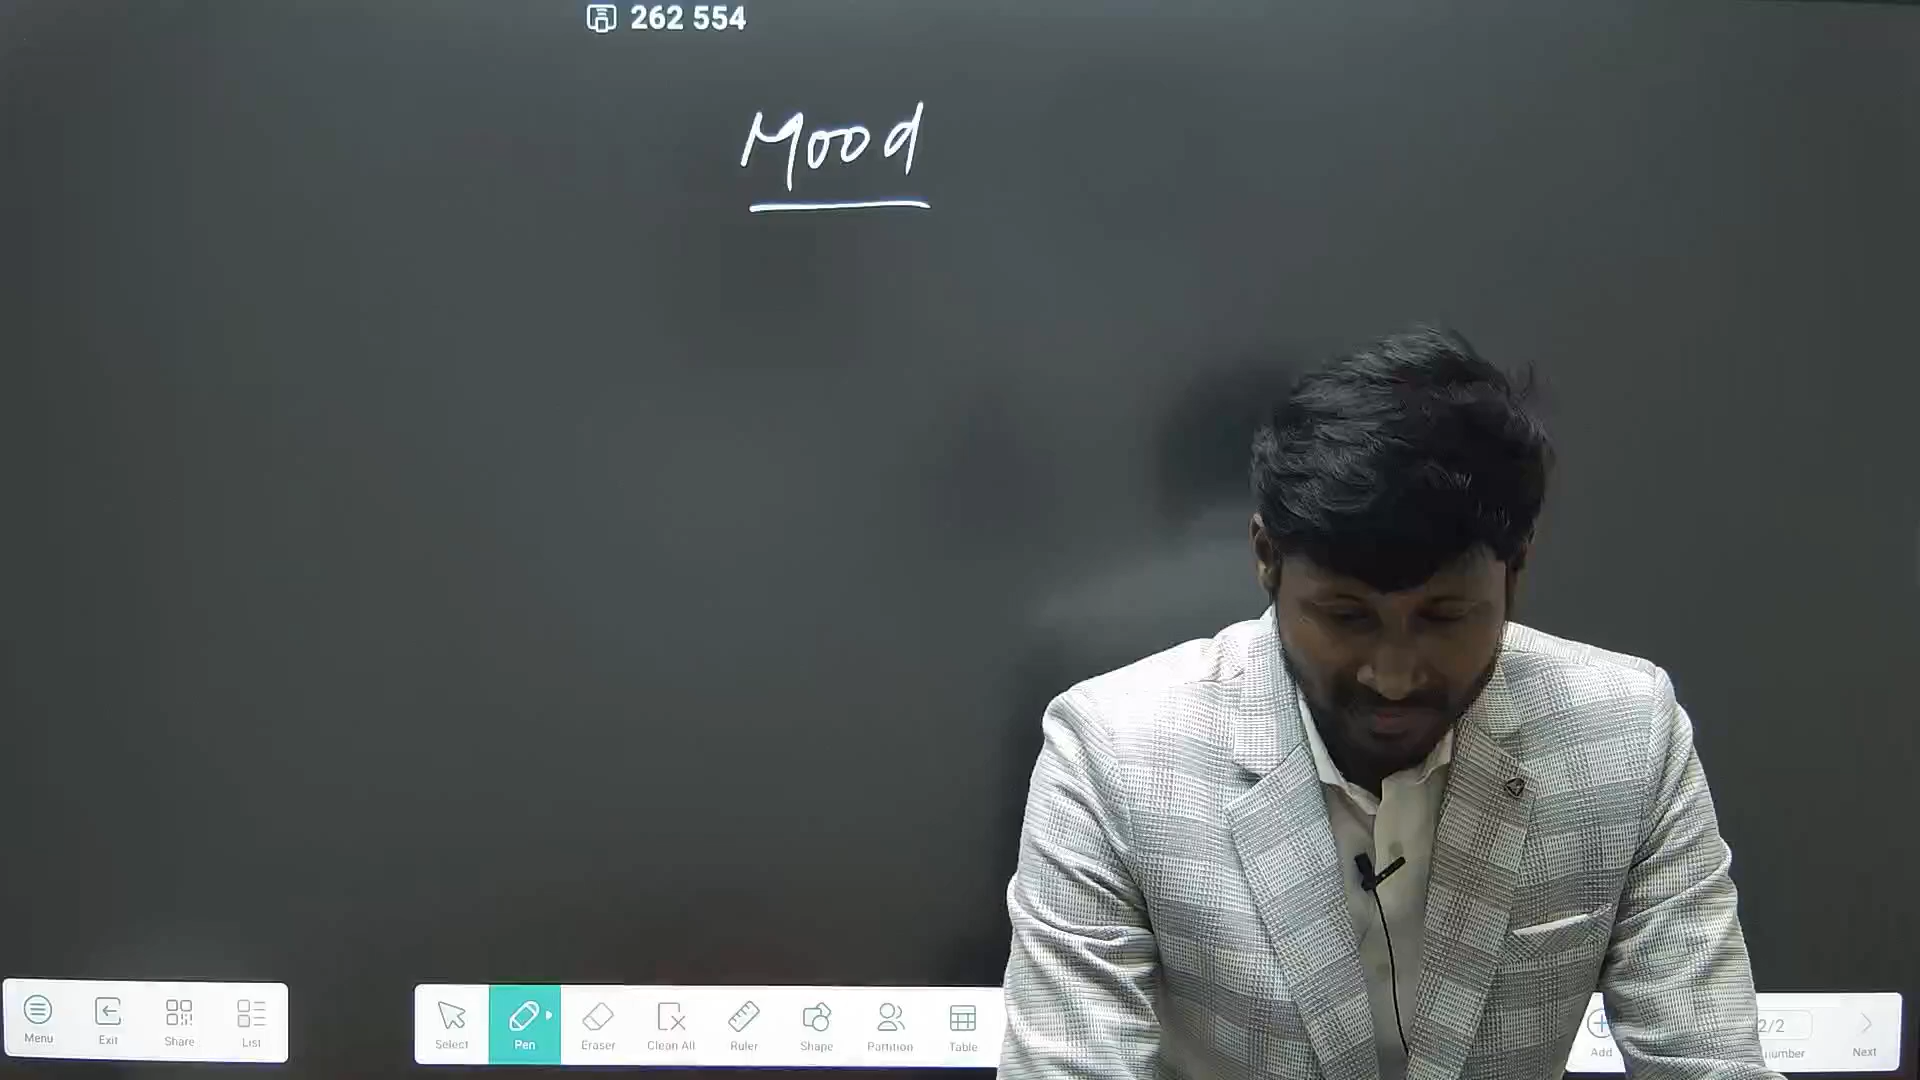 262 554
Mood
Menu
Exit
Share
List
Select
Pen
Eraser
Clean All
Ruler
Shape
Partition
Table
Add
2/2
number
Next